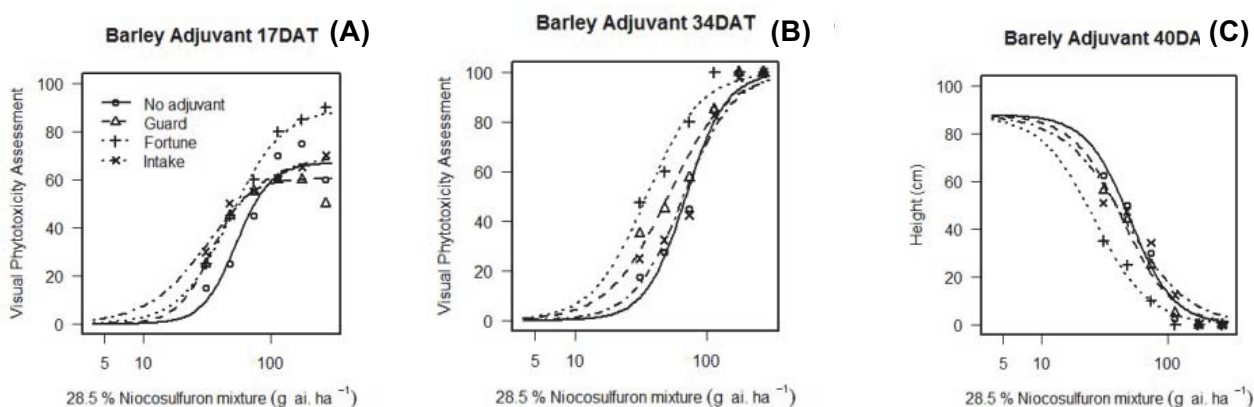 Barley Adjuvant 17DAT (A)
Visual Phytotoxicity Assessment
100
80
60
40
20
0
No adjuvant
Guard
Fortune
Intake
5 10 100
28.5 % Niocosulfuron mixture (g ai. ha ⁻¹)
Barley Adjuvant 34DAT (B)
Visual Phytotoxicity Assessment
100
80
60
40
20
0
5 10 100
28.5 % Niocosulfuron mixture (g ai. ha ⁻¹)
Barely Adjuvant 40DA (C)
Height (cm)
100
80
60
40
20
0
5 10 100
28.5 % Niocosulfuron mixture (g ai. ha ⁻¹)